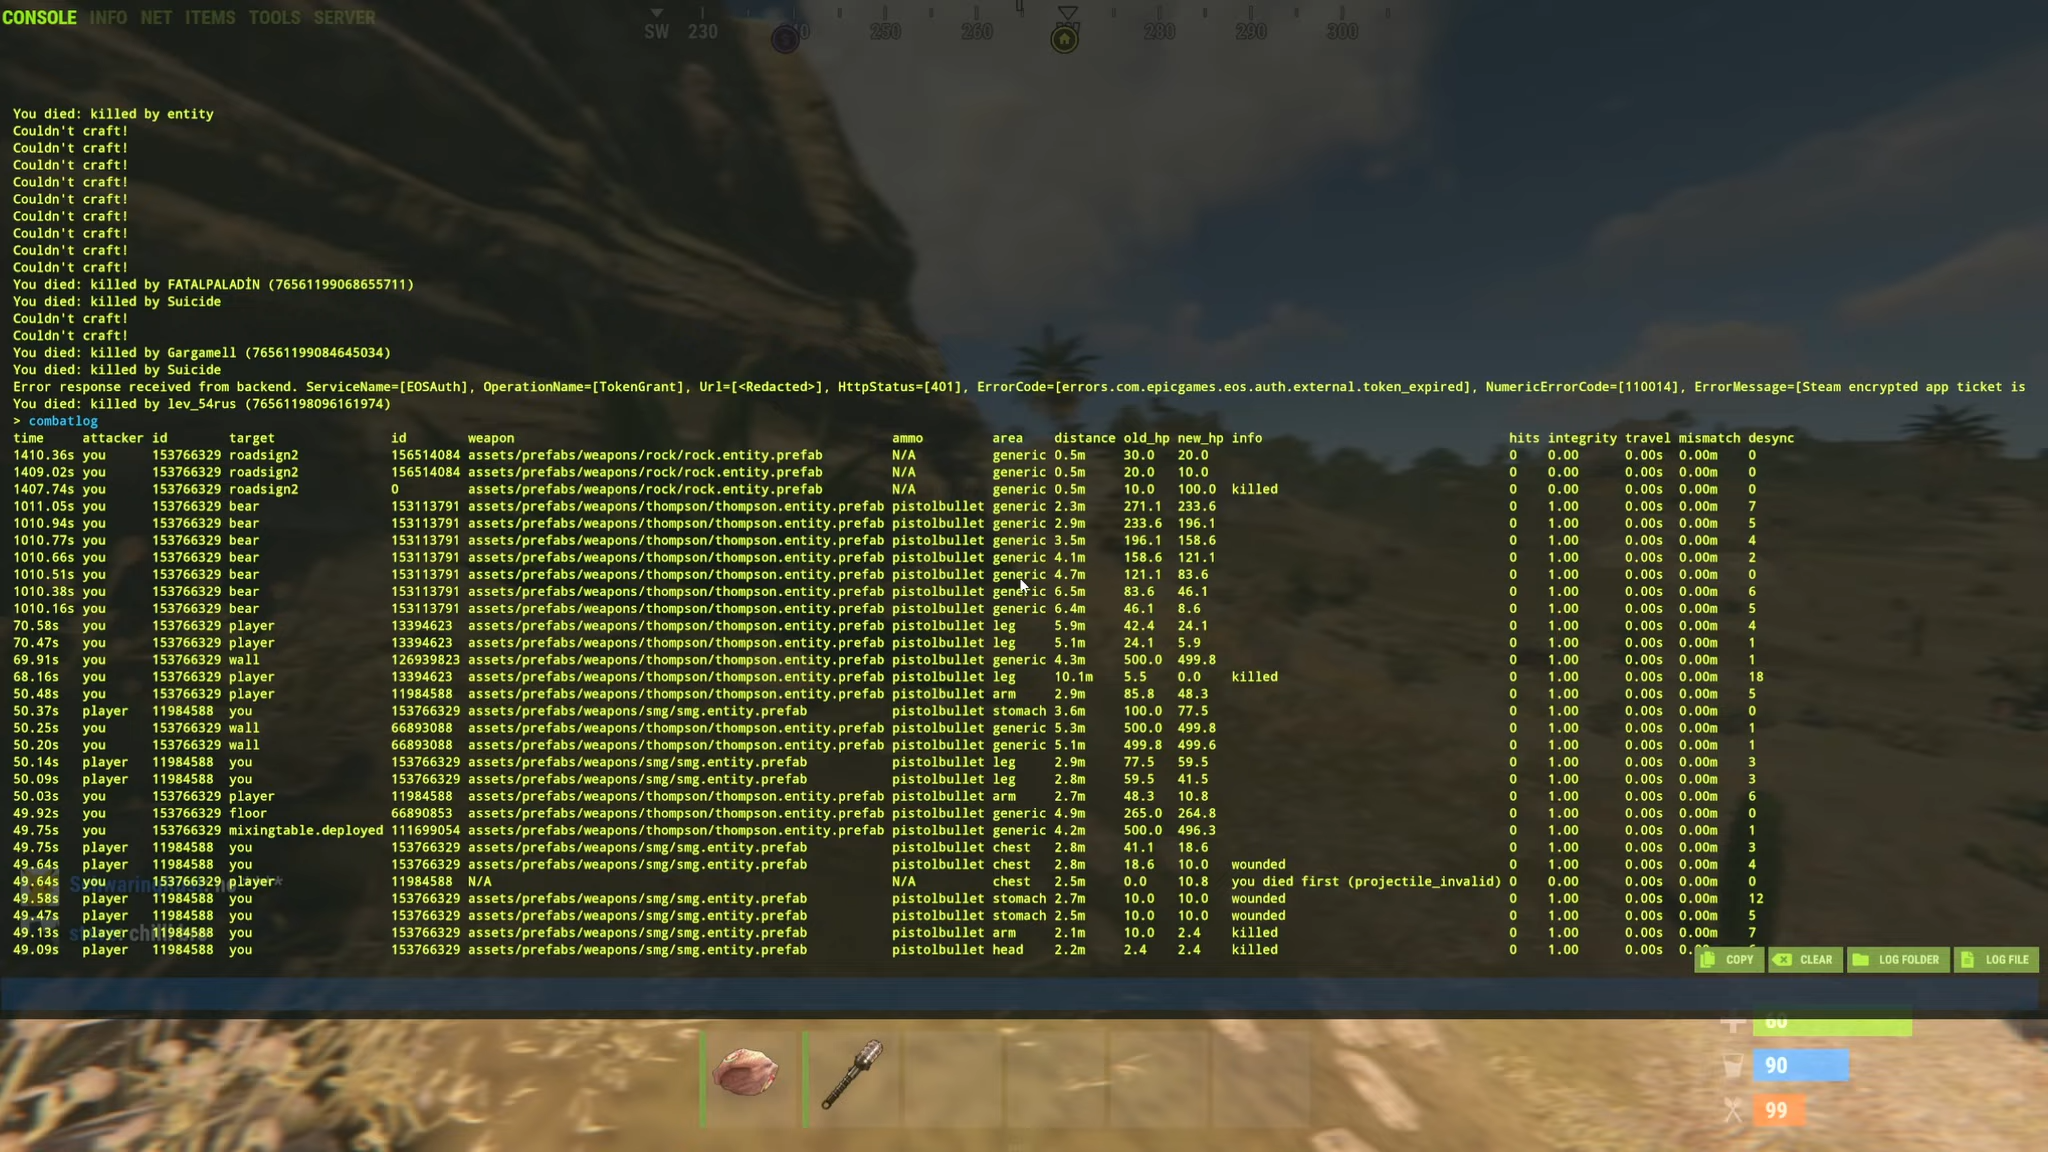 CONSOLE INFO NET ITEMS TOOLS SERVER
SW 230 250 260 280 290 300
You died: killed by entity
Couldn't craft!
Couldn't craft!
Couldn't craft!
Couldn't craft!
Couldn't craft!
Couldn't craft!
Couldn't craft!
Couldn't craft!
Couldn't craft!
You died: killed by FATALPALADİN (76561199068655711)
You died: killed by Suicide
Couldn't craft!
Couldn't craft!
You died: killed by Gargamell (76561199084645034)
You died: killed by Suicide
Error response received from backend. ServiceName=[EOSAuth], OperationName=[TokenGrant], Url=[<Redacted>], HttpStatus=[401], ErrorCode=[errors.com.epicgames.eos.auth.external.token_expired], NumericErrorCode=[110014], ErrorMessage=[Steam encrypted app ticket is
You died: killed by lev_54rus (76561198096161974)
> combatlog
time attacker id target id weapon ammo area distance old_hp new_hp info hits integrity travel mismatch desync
1410.36s you 153766329 roadsign2 156514084 assets/prefabs/weapons/rock/rock.entity.prefab N/A generic 0.5m 30.0 20.0 0 0.00 0.00s 0.00m 0
1409.02s you 153766329 roadsign2 156514084 assets/prefabs/weapons/rock/rock.entity.prefab N/A generic 0.5m 20.0 10.0 0 0.00 0.00s 0.00m 0
1407.74s you 153766329 roadsign2 0 assets/prefabs/weapons/rock/rock.entity.prefab N/A generic 0.5m 10.0 100.0 killed 0 0.00 0.00s 0.00m 0
1011.05s you 153766329 bear 153113791 assets/prefabs/weapons/thompson/thompson.entity.prefab pistolbullet generic 2.3m 271.1 233.6 0 1.00 0.00s 0.00m 7
1010.94s you 153766329 bear 153113791 assets/prefabs/weapons/thompson/thompson.entity.prefab pistolbullet generic 2.9m 233.6 196.1 0 1.00 0.00s 0.00m 5
1010.77s you 153766329 bear 153113791 assets/prefabs/weapons/thompson/thompson.entity.prefab pistolbullet generic 3.5m 196.1 158.6 0 1.00 0.00s 0.00m 4
1010.66s you 153766329 bear 153113791 assets/prefabs/weapons/thompson/thompson.entity.prefab pistolbullet generic 4.1m 158.6 121.1 0 1.00 0.00s 0.00m 2
1010.51s you 153766329 bear 153113791 assets/prefabs/weapons/thompson/thompson.entity.prefab pistolbullet generic 4.7m 121.1 83.6 0 1.00 0.00s 0.00m 0
1010.38s you 153766329 bear 153113791 assets/prefabs/weapons/thompson/thompson.entity.prefab pistolbullet generic 6.5m 83.6 46.1 0 1.00 0.00s 0.00m 6
1010.16s you 153766329 bear 153113791 assets/prefabs/weapons/thompson/thompson.entity.prefab pistolbullet generic 6.4m 46.1 8.6 0 1.00 0.00s 0.00m 5
70.58s you 153766329 player 13394623 assets/prefabs/weapons/thompson/thompson.entity.prefab pistolbullet leg 5.9m 42.4 24.1 0 1.00 0.00s 0.00m 4
70.47s you 153766329 player 13394623 assets/prefabs/weapons/thompson/thompson.entity.prefab pistolbullet leg 5.1m 24.1 5.9 0 1.00 0.00s 0.00m 1
69.91s you 153766329 wall 126939823 assets/prefabs/weapons/thompson/thompson.entity.prefab pistolbullet generic 4.3m 500.0 499.8 0 1.00 0.00s 0.00m 1
68.16s you 153766329 player 13394623 assets/prefabs/weapons/thompson/thompson.entity.prefab pistolbullet leg 10.1m 5.5 0.0 killed 0 1.00 0.00s 0.00m 18
50.48s you 153766329 player 11984588 assets/prefabs/weapons/thompson/thompson.entity.prefab pistolbullet arm 2.9m 85.8 48.3 0 1.00 0.00s 0.00m 5
50.37s player 11984588 you 153766329 assets/prefabs/weapons/smg/smg.entity.prefab pistolbullet stomach 3.6m 100.0 77.5 0 1.00 0.00s 0.00m 0
50.25s you 153766329 wall 66893088 assets/prefabs/weapons/thompson/thompson.entity.prefab pistolbullet generic 5.3m 500.0 499.8 0 1.00 0.00s 0.00m 1
50.20s you 153766329 wall 66893088 assets/prefabs/weapons/thompson/thompson.entity.prefab pistolbullet generic 5.1m 499.8 499.6 0 1.00 0.00s 0.00m 1
50.14s player 11984588 you 153766329 assets/prefabs/weapons/smg/smg.entity.prefab pistolbullet leg 2.9m 77.5 59.5 0 1.00 0.00s 0.00m 3
50.09s player 11984588 you 153766329 assets/prefabs/weapons/smg/smg.entity.prefab pistolbullet leg 2.8m 59.5 41.5 0 1.00 0.00s 0.00m 3
50.03s you 153766329 player 11984588 assets/prefabs/weapons/thompson/thompson.entity.prefab pistolbullet arm 2.7m 48.3 10.8 0 1.00 0.00s 0.00m 6
49.92s you 153766329 floor 66890853 assets/prefabs/weapons/thompson/thompson.entity.prefab pistolbullet generic 4.9m 265.0 264.8 0 1.00 0.00s 0.00m 0
49.75s you 153766329 mixingtable.deployed 111699054 assets/prefabs/weapons/thompson/thompson.entity.prefab pistolbullet generic 4.2m 500.0 496.3 0 1.00 0.00s 0.00m 1
49.75s player 11984588 you 153766329 assets/prefabs/weapons/smg/smg.entity.prefab pistolbullet chest 2.8m 41.1 18.6 0 1.00 0.00s 0.00m 3
49.64s player 11984588 you 153766329 assets/prefabs/weapons/smg/smg.entity.prefab pistolbullet chest 2.8m 18.6 10.0 wounded 0 1.00 0.00s 0.00m 4
49.64s you 153766329 player 11984588 N/A N/A chest 2.5m 0.0 10.8 you died first (projectile_invalid) 0 0.00 0.00s 0.00m 0
49.58s player 11984588 you 153766329 assets/prefabs/weapons/smg/smg.entity.prefab pistolbullet stomach 2.7m 10.0 10.0 wounded 0 1.00 0.00s 0.00m 12
49.47s player 11984588 you 153766329 assets/prefabs/weapons/smg/smg.entity.prefab pistolbullet stomach 2.5m 10.0 10.0 wounded 0 1.00 0.00s 0.00m 5
49.13s player 11984588 you 153766329 assets/prefabs/weapons/smg/smg.entity.prefab pistolbullet arm 2.1m 10.0 2.4 killed 0 1.00 0.00s 0.00m 7
49.09s player 11984588 you 153766329 assets/prefabs/weapons/smg/smg.entity.prefab pistolbullet head 2.2m 2.4 2.4 killed 0 1.00 0.00s
COPY CLEAR LOG FOLDER LOG FILE
60
90
99